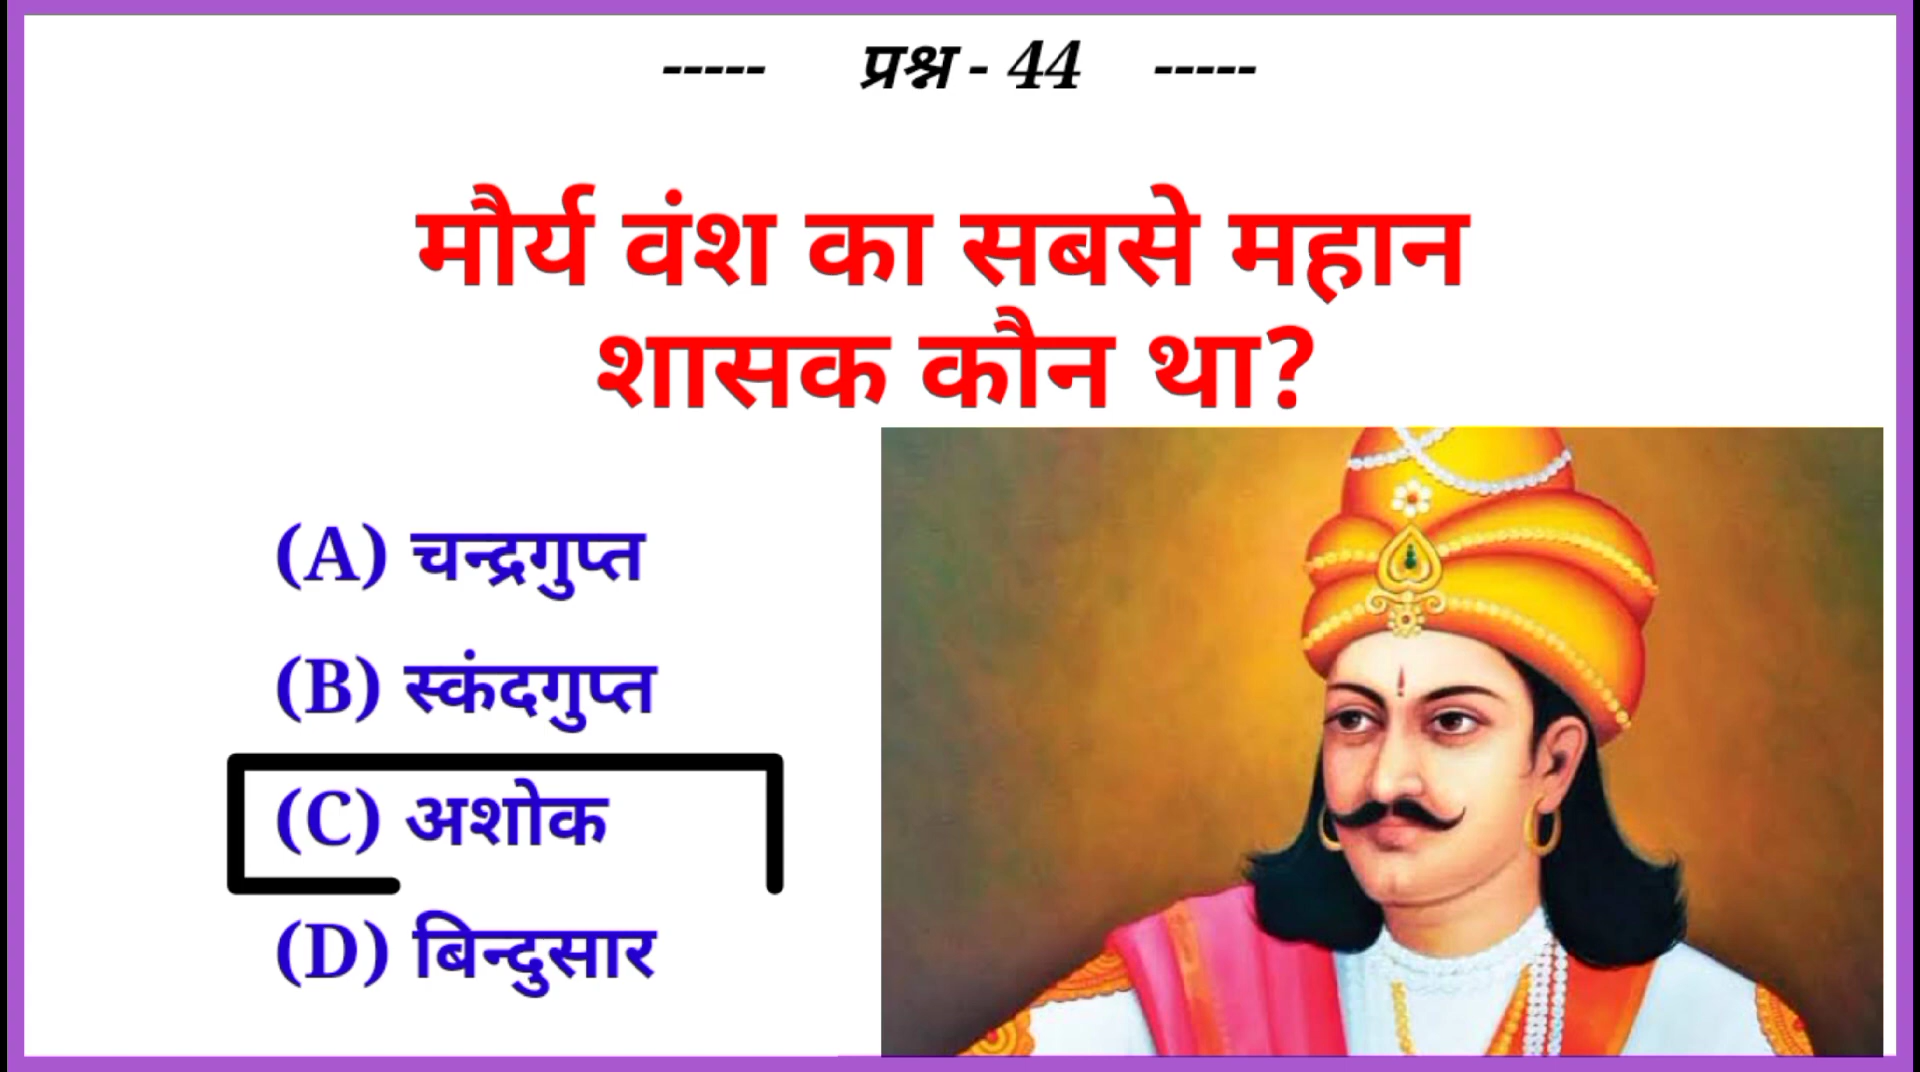 ----- प्रश्न - 44 -----
मौर्य वंश का सबसे महान
शासक कौन था?
(A) चन्द्रगुप्त
(B) स्कंदगुप्त
(C) अशोक
(D) बिन्दुसार